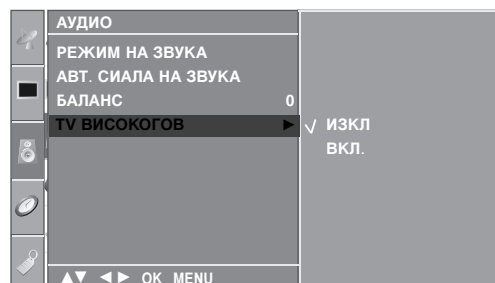 АУДИО
РЕЖИМ НА ЗВУКА
АВТ. СИАЛА НА ЗВУКА
БАЛАНС 0
TV ВИСОКОГОВ ► √ ИЗКЛ
ВКЛ.
▲▼ ◄► OK MENU